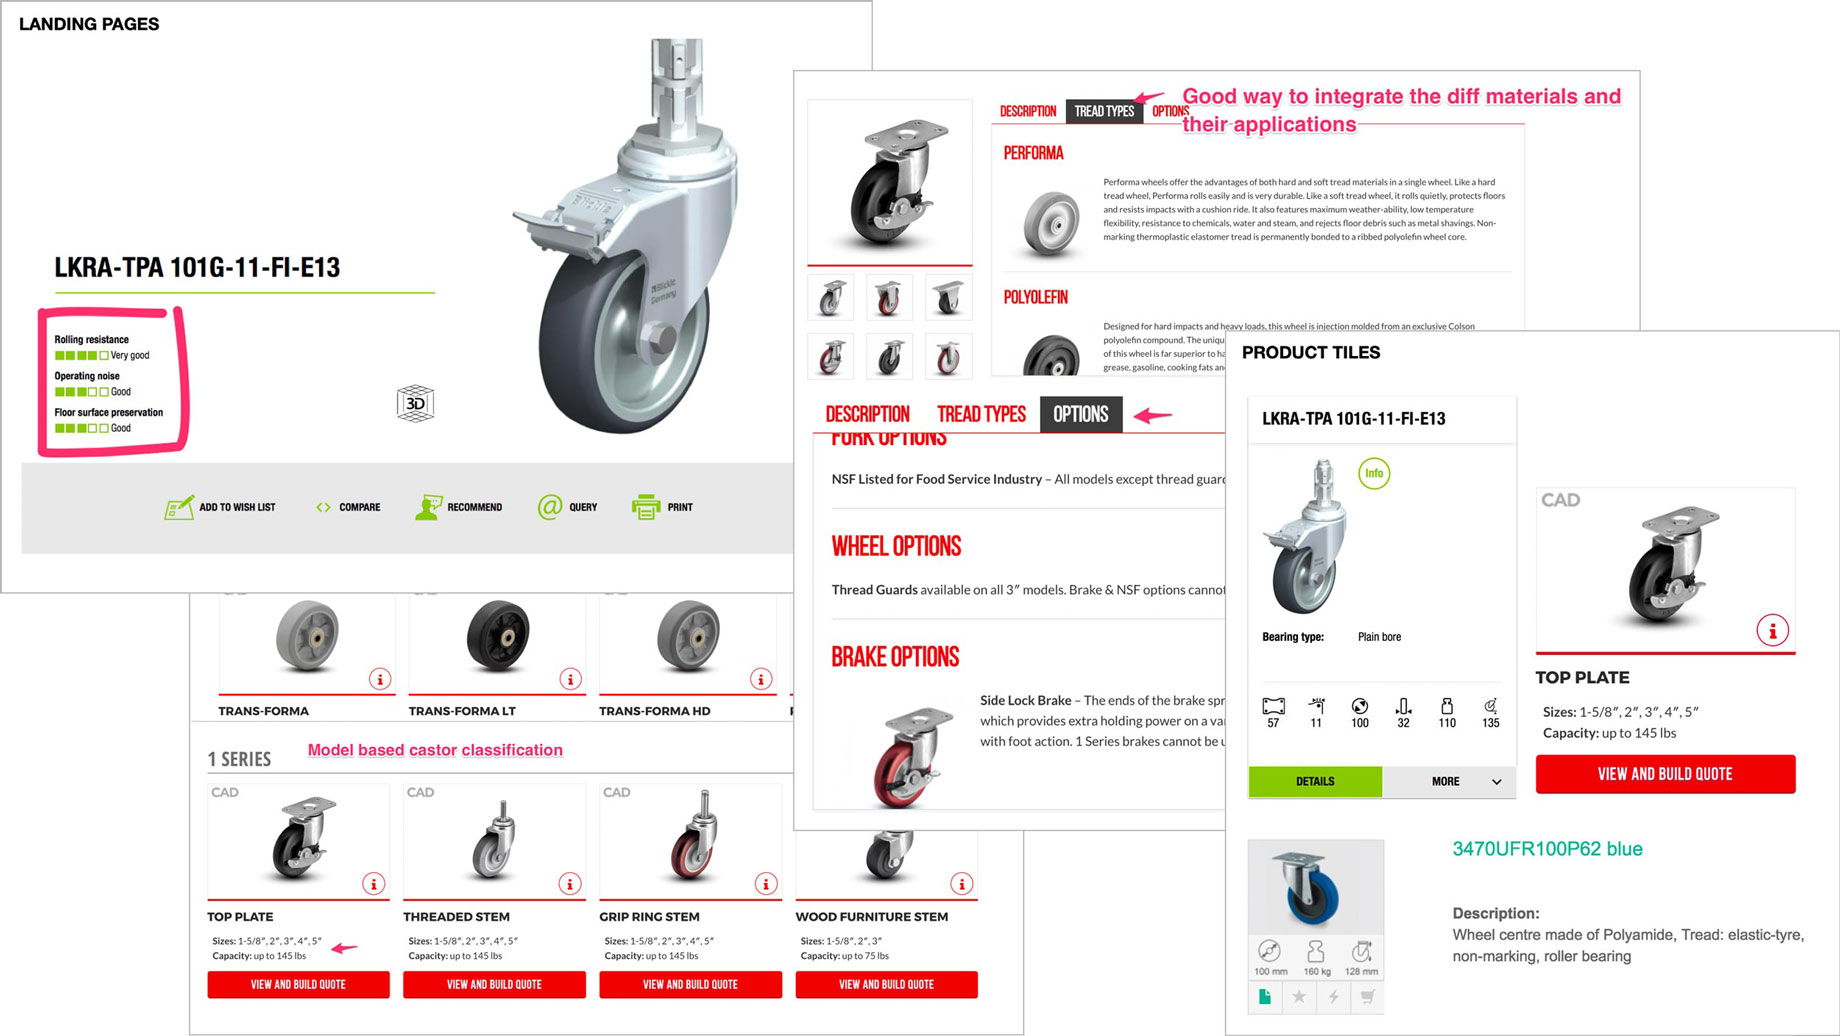 LANDING PAGES
LKRA-TPA 101G-11-FI-E13
Rolling resistance
Very good
Operating noise
Good
Floor surface preservation
Good
Blickle
Germany
3D
ADD TO WISH LIST
COMPARE
RECOMMEND
QUERY
PRINT
DESCRIPTION TREAD TYPES OPTIONS
Good way to integrate the diff materials and
their applications
PERFORMA
Performa wheels offer the advantages of both hard and soft tread materials in a single wheel. Like a hard
tread wheel, Performa rolls easily and is very durable. Like a soft tread wheel, it rolls quietly, protects floors
and resists impacts with a cushion ride. It also features maximum weather-ability, low temperature
flexibility, resistance to chemicals, water and steam, and rejects floor debris such as metal shavings. Non-
marking thermoplastic elastomer tread is permanently bonded to a ribbed polyolefin wheel core.
POLYOLEFIN
Designed for hard impacts and heavy loads, this wheel is injection molded from an exclusive Colson
polyolefin compound. The uniqu
of this wheel is far superior to ha
grease, gasoline, cooking fats an
DESCRIPTION TREAD TYPES OPTIONS
FORK OPTIONS
NSF Listed for Food Service Industry – All models except thread guard
WHEEL OPTIONS
Thread Guards available on all 3" models. Brake & NSF options cannot
BRAKE OPTIONS
Side Lock Brake – The ends of the brake spr
which provides extra holding power on a va
with foot action. 1 Series brakes cannot be u
TRANS-FORMA
TRANS-FORMA LT
TRANS-FORMA HD
1 SERIES
Model based castor classification
CAD
CAD
CAD
TOP PLATE
Sizes: 1-5/8", 2", 3", 4", 5"
Capacity: up to 145 lbs
VIEW AND BUILD QUOTE
THREADED STEM
Sizes: 1-5/8", 2", 3", 4", 5"
Capacity: up to 145 lbs
VIEW AND BUILD QUOTE
GRIP RING STEM
Sizes: 1-5/8", 2", 3", 4", 5"
Capacity: up to 145 lbs
VIEW AND BUILD QUOTE
WOOD FURNITURE STEM
Sizes: 1-5/8", 2", 3"
Capacity: up to 75 lbs
VIEW AND BUILD QUOTE
PRODUCT TILES
LKRA-TPA 101G-11-FI-E13
Info
Bearing type: Plain bore
57 11 100 32 110 135
DETAILS MORE
CAD
TOP PLATE
Sizes: 1-5/8", 2", 3", 4", 5"
Capacity: up to 145 lbs
VIEW AND BUILD QUOTE
100 mm 160 kg 128 mm
3470UFR100P62 blue
Description:
Wheel centre made of Polyamide, Tread: elastic-tyre,
non-marking, roller bearing